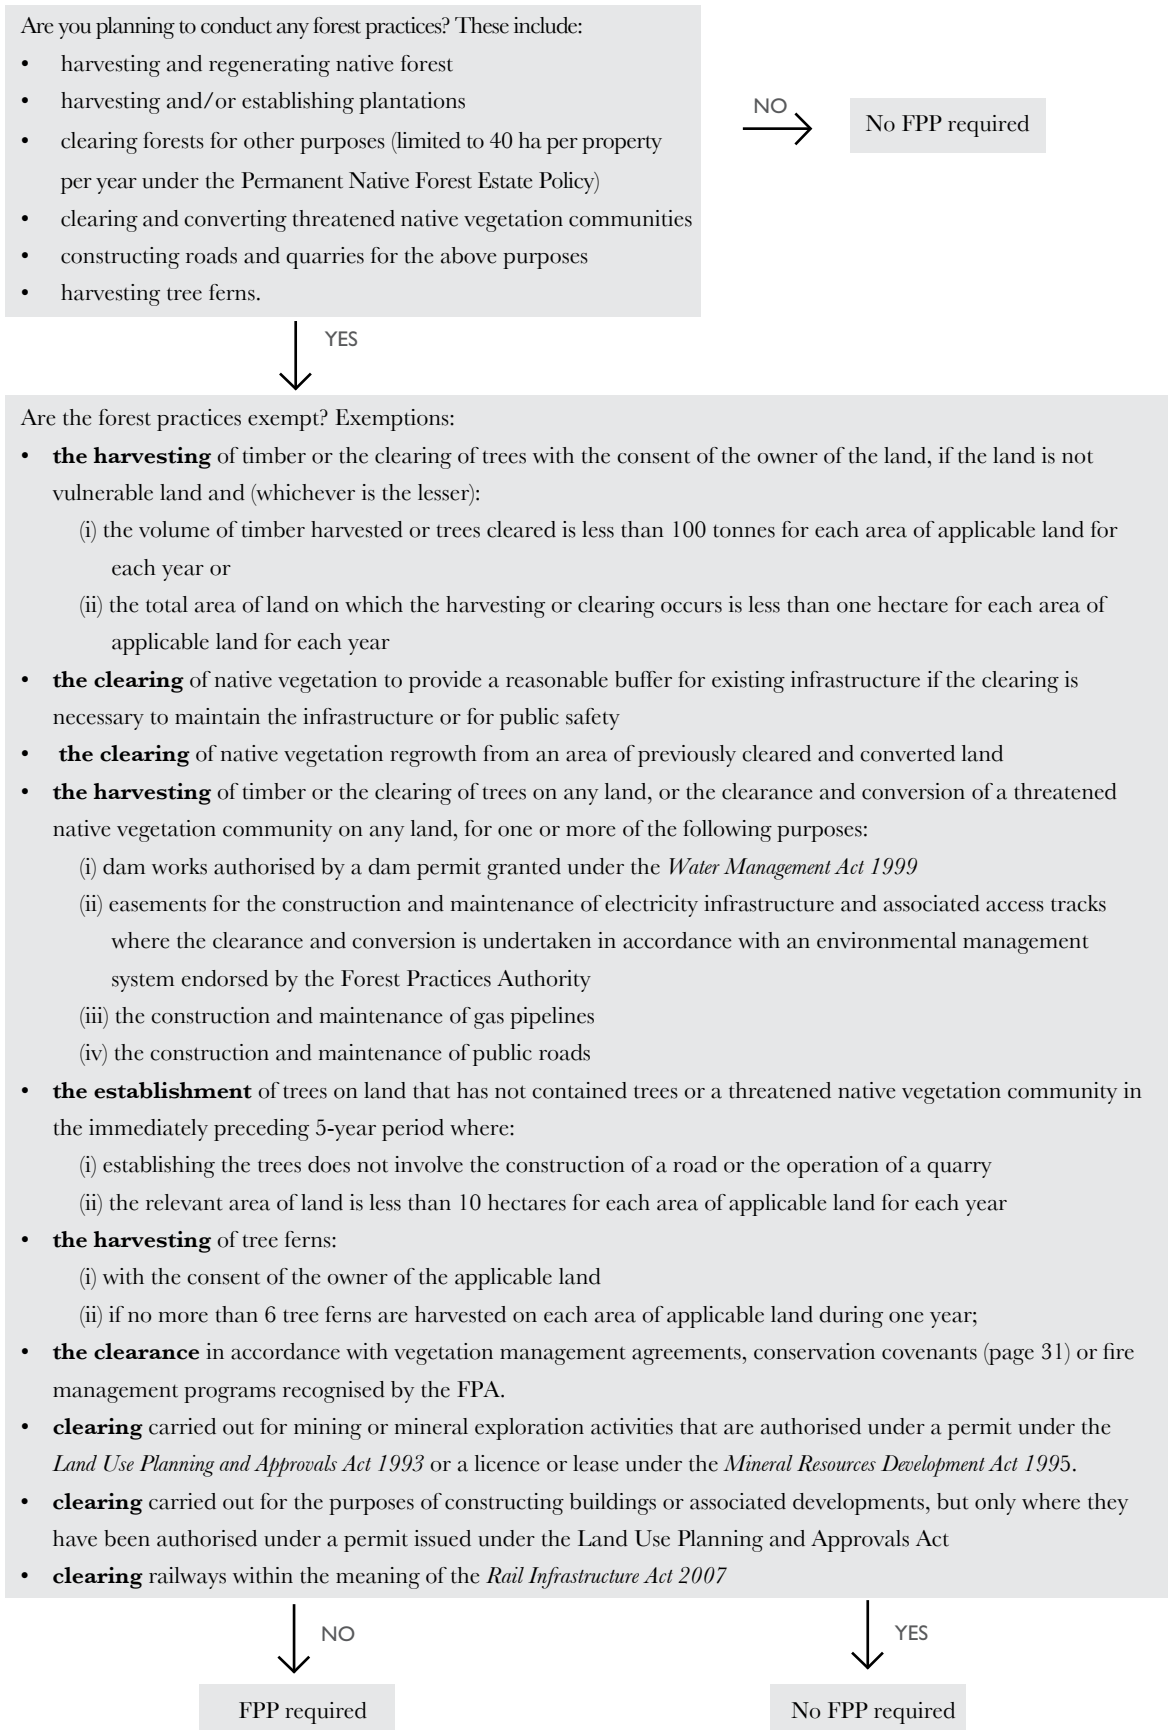 Are you planning to conduct any forest practices? These include:
• harvesting and regenerating native forest
• harvesting and/or establishing plantations
• clearing forests for other purposes (limited to 40 ha per property
per year under the Permanent Native Forest Estate Policy)
• clearing and converting threatened native vegetation communities
• constructing roads and quarries for the above purposes
• harvesting tree ferns.
NO
No FPP required
YES
Are the forest practices exempt? Exemptions:
• the harvesting of timber or the clearing of trees with the consent of the owner of the land, if the land is not
vulnerable land and (whichever is the lesser):
(i) the volume of timber harvested or trees cleared is less than 100 tonnes for each area of applicable land for
each year or
(ii) the total area of land on which the harvesting or clearing occurs is less than one hectare for each area of
applicable land for each year
• the clearing of native vegetation to provide a reasonable buffer for existing infrastructure if the clearing is
necessary to maintain the infrastructure or for public safety
• the clearing of native vegetation regrowth from an area of previously cleared and converted land
• the harvesting of timber or the clearing of trees on any land, or the clearance and conversion of a threatened
native vegetation community on any land, for one or more of the following purposes:
(i) dam works authorised by a dam permit granted under the Water Management Act 1999
(ii) easements for the construction and maintenance of electricity infrastructure and associated access tracks
where the clearance and conversion is undertaken in accordance with an environmental management
system endorsed by the Forest Practices Authority
(iii) the construction and maintenance of gas pipelines
(iv) the construction and maintenance of public roads
• the establishment of trees on land that has not contained trees or a threatened native vegetation community in
the immediately preceding 5-year period where:
(i) establishing the trees does not involve the construction of a road or the operation of a quarry
(ii) the relevant area of land is less than 10 hectares for each area of applicable land for each year
• the harvesting of tree ferns:
(i) with the consent of the owner of the applicable land
(ii) if no more than 6 tree ferns are harvested on each area of applicable land during one year;
• the clearance in accordance with vegetation management agreements, conservation covenants (page 31) or fire
management programs recognised by the FPA.
• clearing carried out for mining or mineral exploration activities that are authorised under a permit under the
Land Use Planning and Approvals Act 1993 or a licence or lease under the Mineral Resources Development Act 1995.
• clearing carried out for the purposes of constructing buildings or associated developments, but only where they
have been authorised under a permit issued under the Land Use Planning and Approvals Act
• clearing railways within the meaning of the Rail Infrastructure Act 2007
NO
YES
FPP required
No FPP required